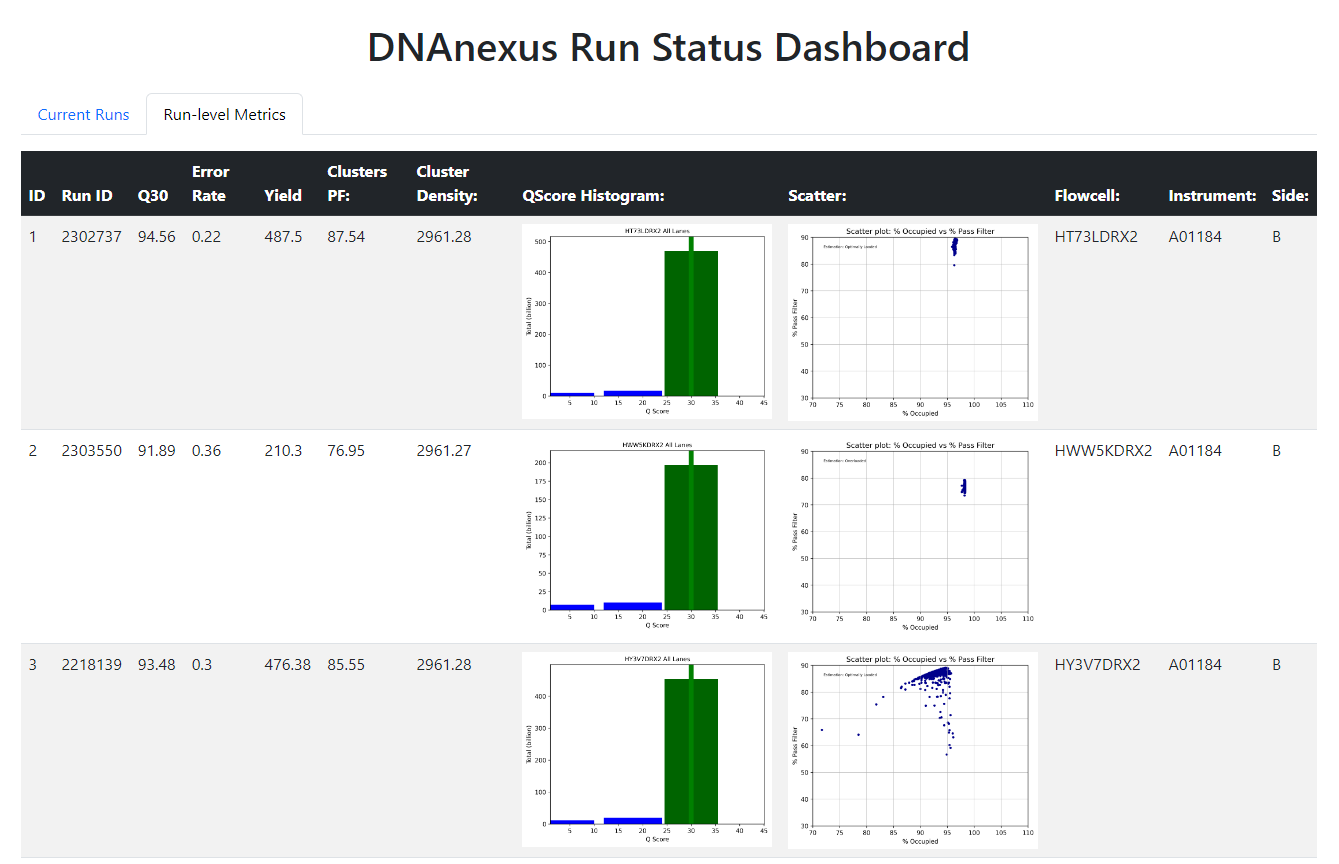 DNAnexus Run Status Dashboard
Current Runs
Run-level Metrics
ID Run ID Q30 Error Rate Yield Clusters PF: Cluster Density: QScore Histogram: Scatter: Flowcell: Instrument: Side:
1 2302737 94.56 0.22 487.5 87.54 2961.28 HT73LDRX2 A01184 B
HT73LDRX2 All Lanes
Total (billion)
500
400
300
200
100
0
5 10 15 20 25 30 35 40 45
Q Score
Scatter plot: % Occupied vs % Pass Filter
Estimation: Optimally Loaded
% Pass Filter
90
80
70
60
50
40
30
70 75 80 85 90 95 100 105 110
% Occupied
2 2303550 91.89 0.36 210.3 76.95 2961.27 HWW5KDRX2 A01184 B
HWW5KDRX2 All Lanes
Total (billion)
200
175
150
125
100
75
50
25
0
5 10 15 20 25 30 35 40 45
Q Score
Scatter plot: % Occupied vs % Pass Filter
Estimation: Overloaded
% Pass Filter
90
80
70
60
50
40
30
70 75 80 85 90 95 100 105 110
% Occupied
3 2218139 93.48 0.3 476.38 85.55 2961.28 HY3V7DRX2 A01184 B
HY3V7DRX2 All Lanes
Total (billion)
400
300
200
100
0
5 10 15 20 25 30 35 40 45
Q Score
Scatter plot: % Occupied vs % Pass Filter
Estimation: Optimally Loaded
% Pass Filter
90
80
70
60
50
40
30
70 75 80 85 90 95 100 105 110
% Occupied